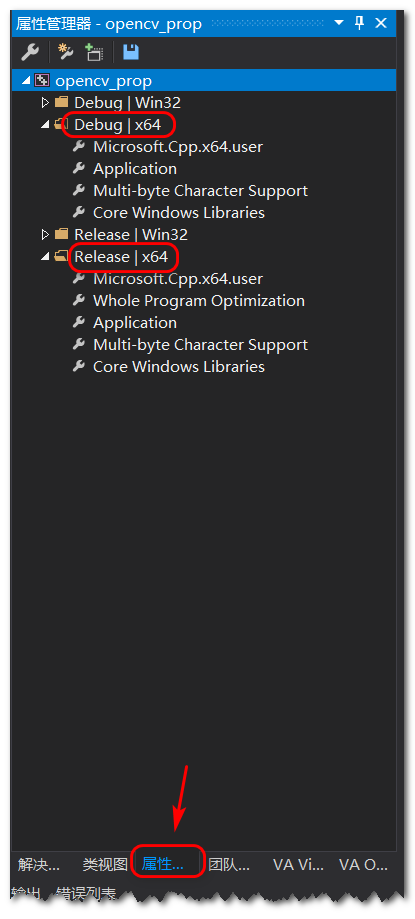 属性管理器 - opencv_prop
opencv_prop
Debug | Win32
Debug | x64
Microsoft.Cpp.x64.user
Application
Multi-byte Character Support
Core Windows Libraries
Release | Win32
Release | x64
Microsoft.Cpp.x64.user
Whole Program Optimization
Application
Multi-byte Character Support
Core Windows Libraries
解决... 类视图 属性... 团队... VA Vi... VA O...
输出 错误列表